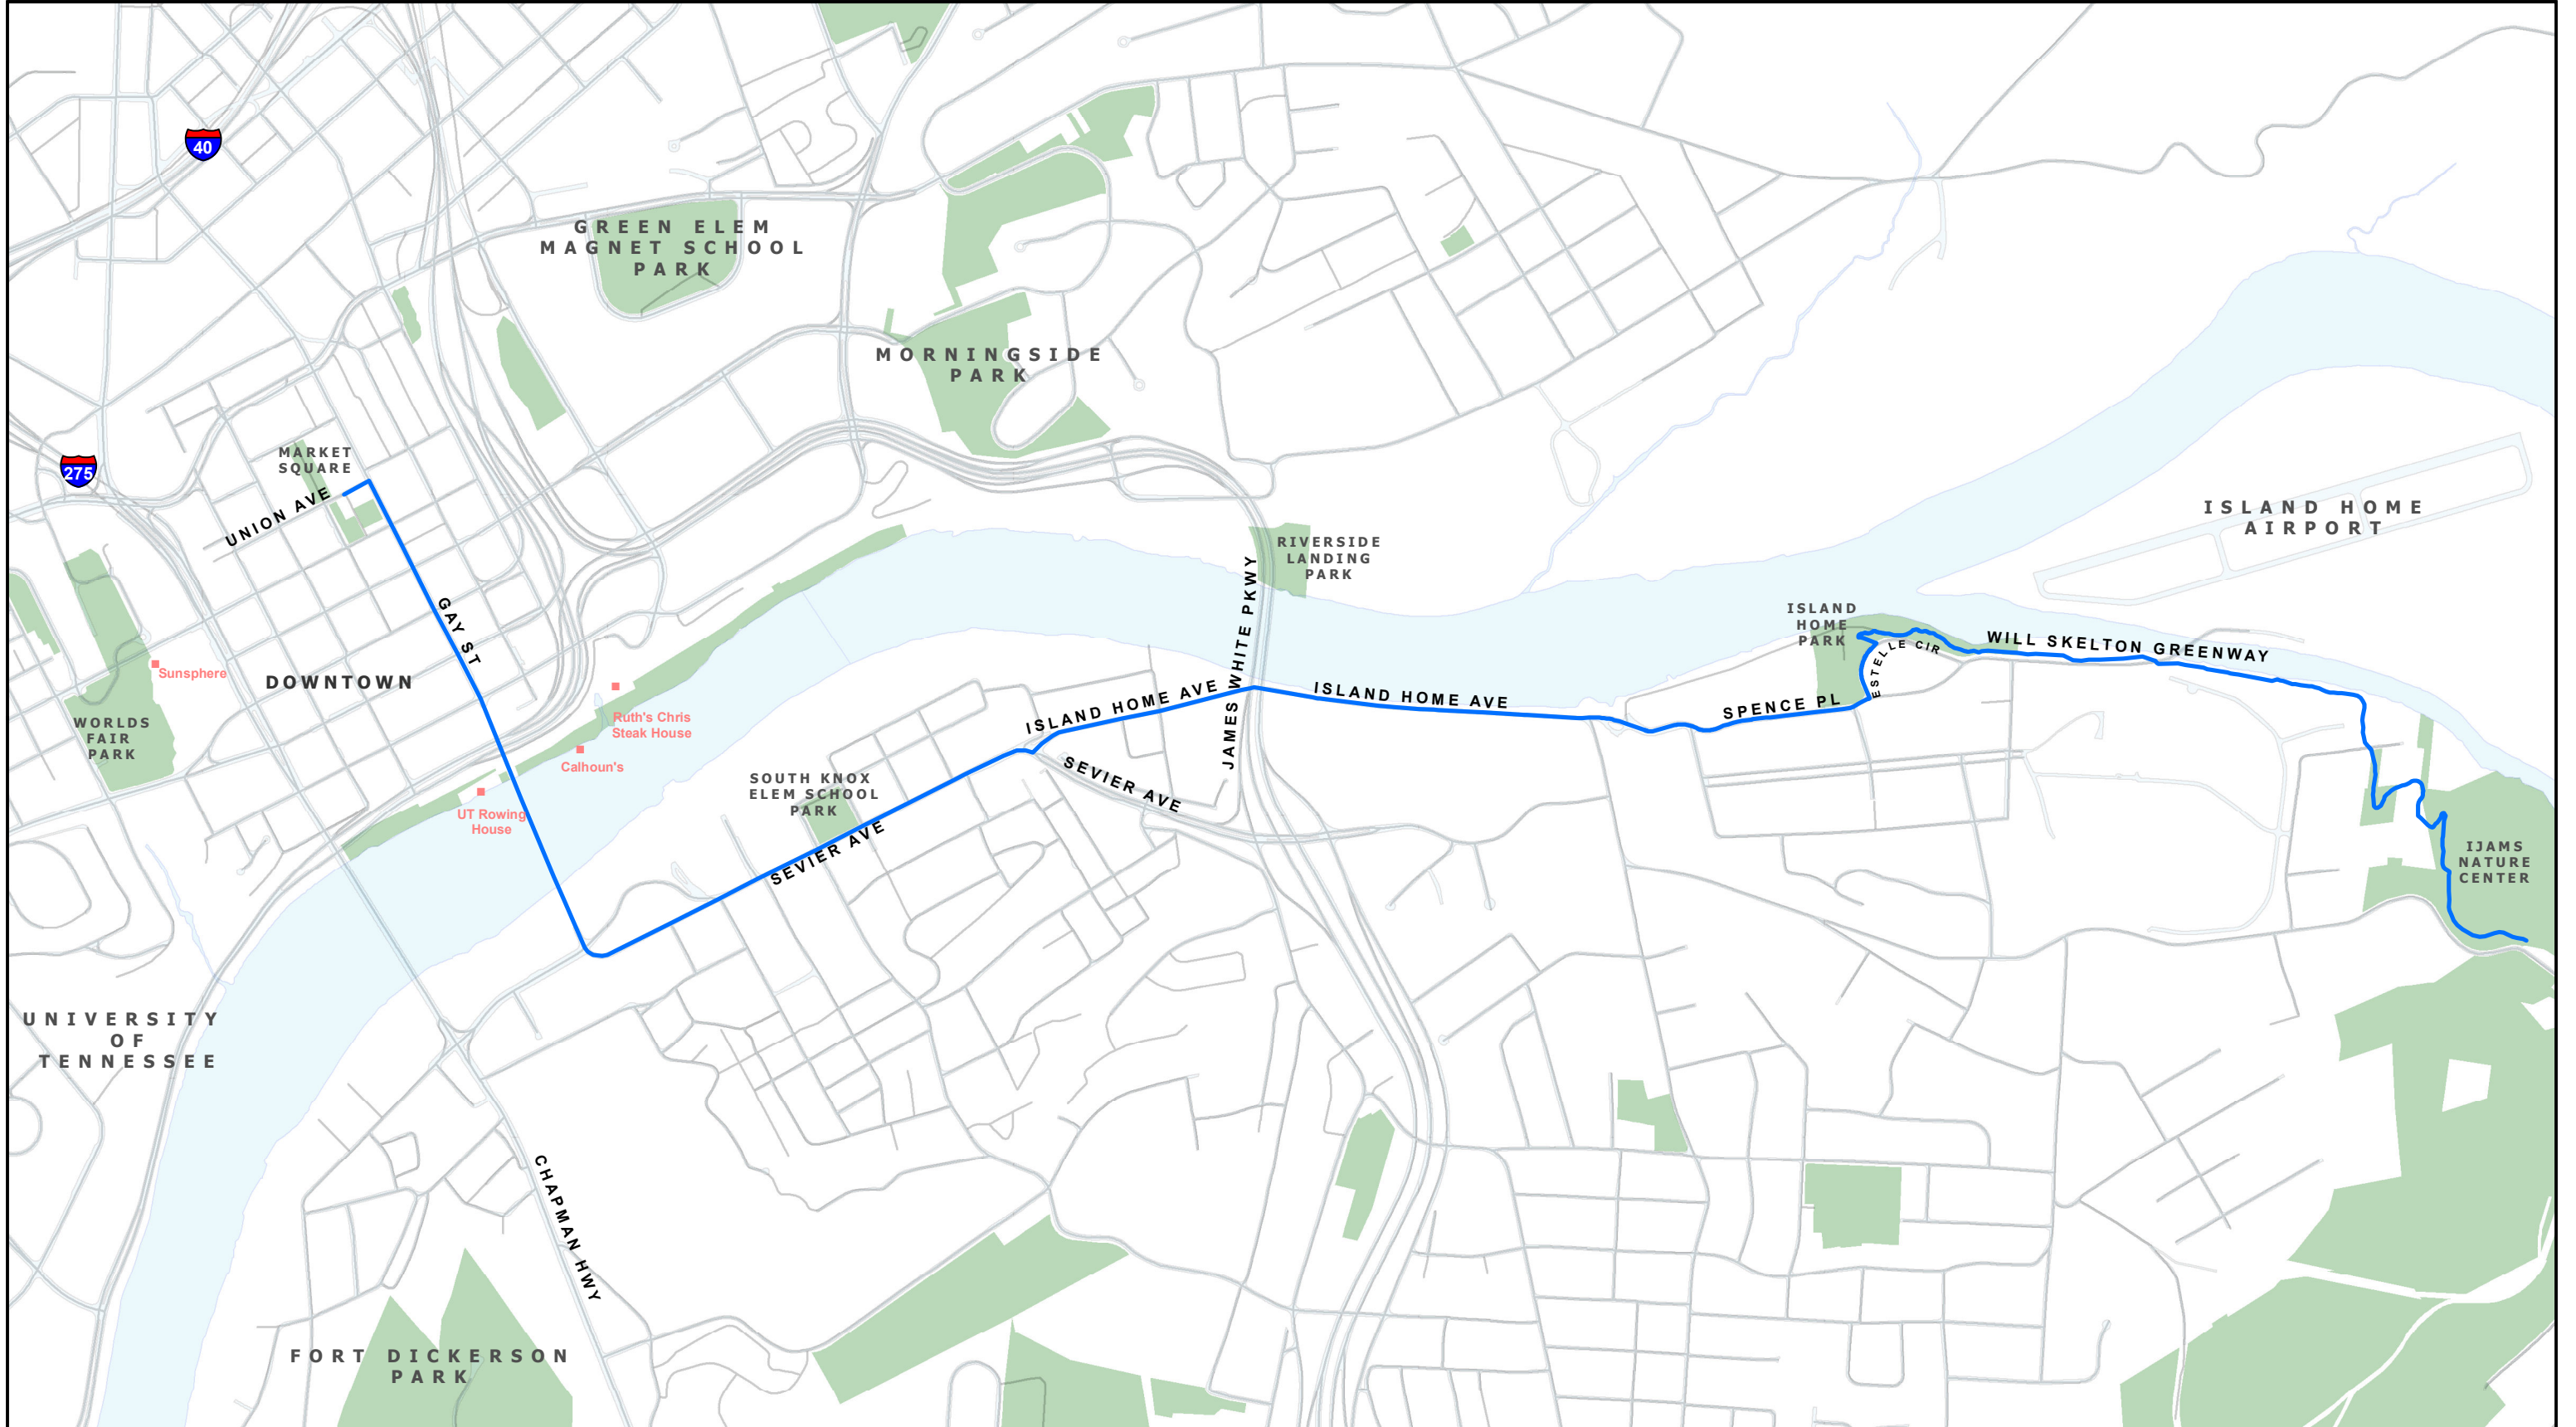 40
GREEN ELEM
MAGNET SCHOOL
PARK
MORNINGSIDE
PARK
MARKET
SQUARE
275
UNION AVE
ISLAND HOME
AIRPORT
RIVERSIDE
LANDING
PARK
JAMES WHITE PKWY
GAY ST
ISLAND
HOME
PARK
ESTELLE CIR
WILL SKELTON GREENWAY
Sunsphere
DOWNTOWN
WORLDS
FAIR
PARK
Ruth's Chris
Steak House
Calhoun's
UT Rowing
House
ISLAND HOME AVE
ISLAND HOME AVE
SPENCE PL
SEVIER AVE
SOUTH KNOX
ELEM SCHOOL
PARK
SEVIER AVE
IJAMS
NATURE
CENTER
UNIVERSITY
OF
TENNESSEE
CHAPMAN HWY
FORT DICKERSON
PARK